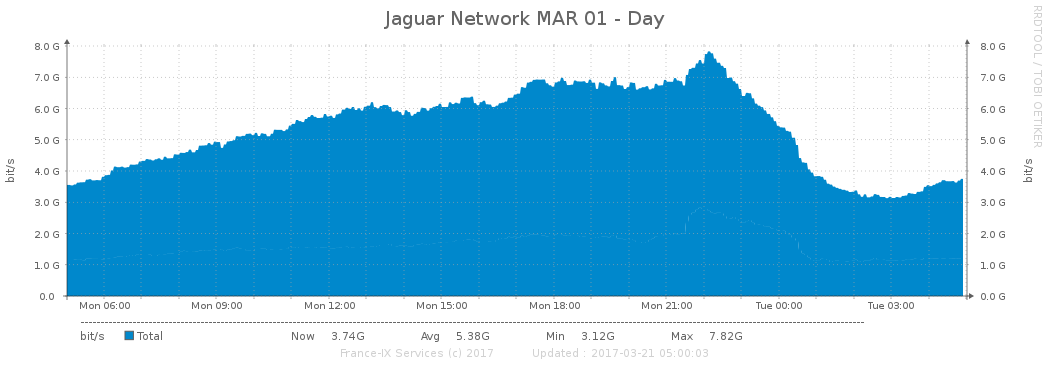 Jaguar Network MAR 01 - Day
RRDTOOL / TOBI OETIKER
bit/s
8.0 G
7.0 G
6.0 G
5.0 G
4.0 G
3.0 G
2.0 G
1.0 G
0.0
8.0 G
7.0 G
6.0 G
5.0 G
4.0 G
3.0 G
2.0 G
1.0 G
0.0 G
bit/s
Mon 06:00 Mon 09:00 Mon 12:00 Mon 15:00 Mon 18:00 Mon 21:00 Tue 00:00 Tue 03:00
bit/s Total Now 3.74G Avg 5.38G Min 3.12G Max 7.82G
France-IX Services (c) 2017 Updated : 2017-03-21 05:00:03